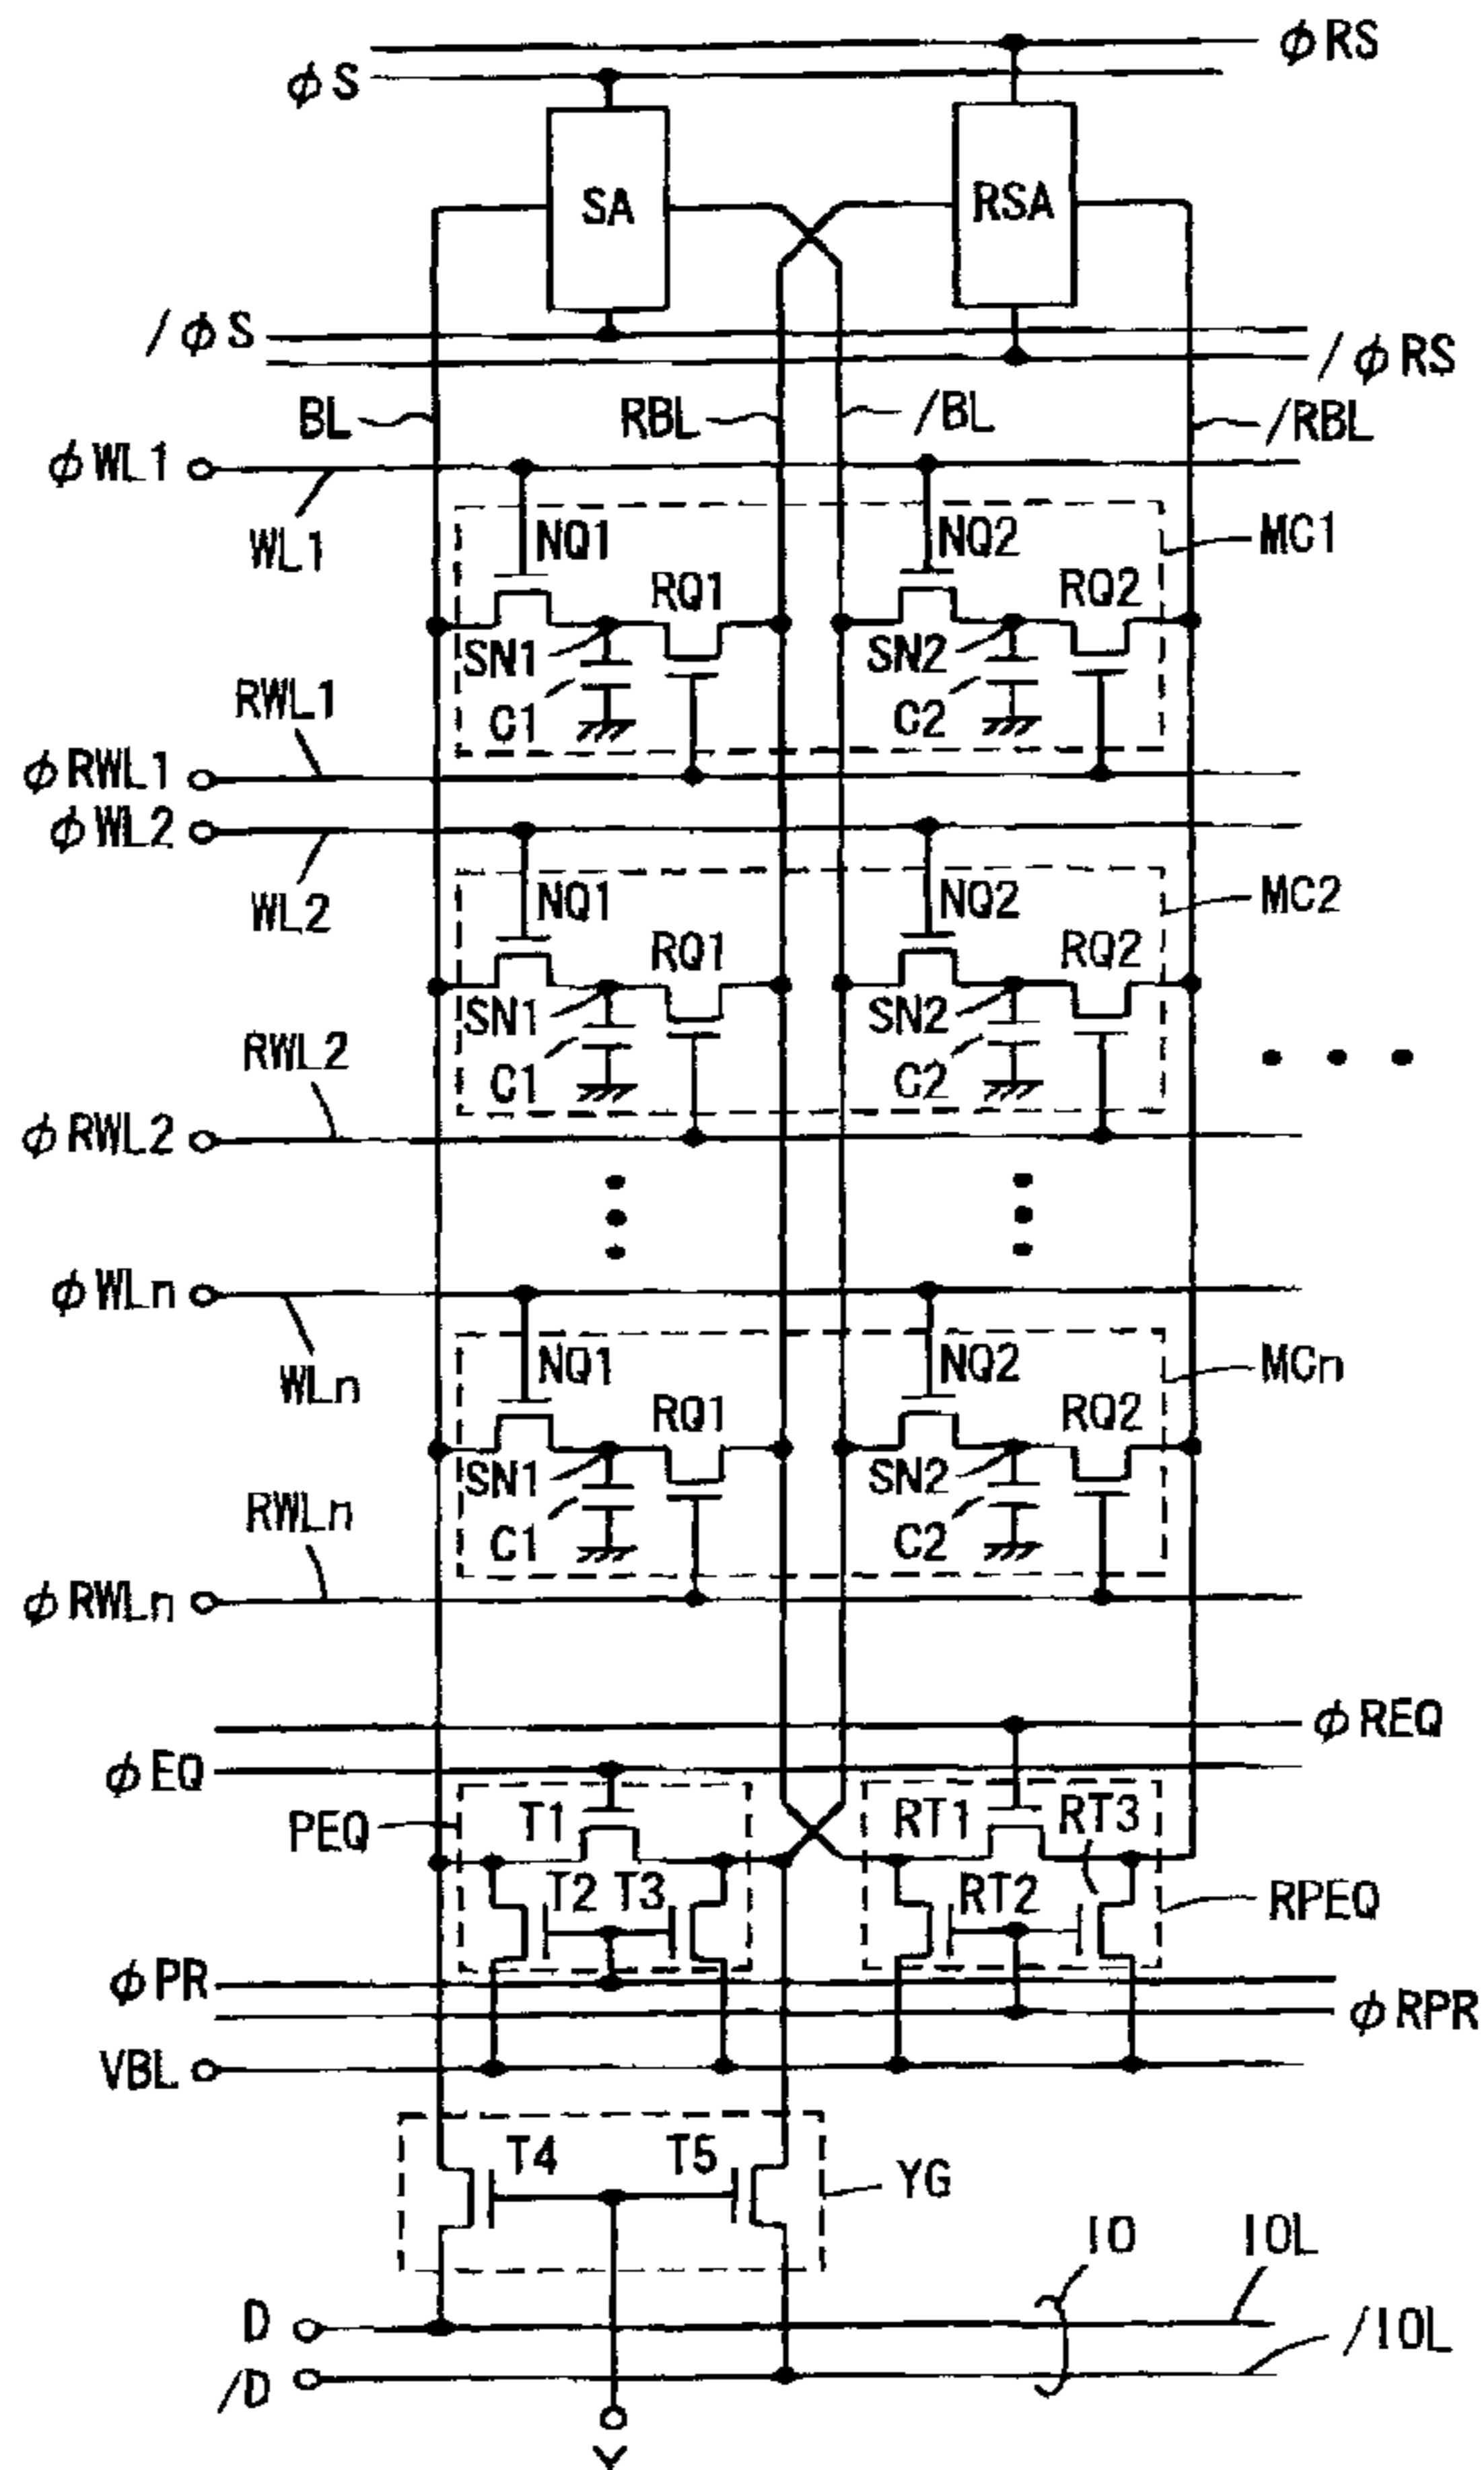 φRS
φS
SA
RSA
/φS
/φRS
BL
RBL
/BL
/RBL
φWL1
WL1
NQ1
NQ2
MC1
RQ1
RQ2
SN1
SN2
C1
C2
RWL1
φRWL1
φWL2
WL2
NQ1
NQ2
MC2
RQ1
RQ2
SN1
SN2
C1
C2
RWL2
φRWL2
φWLn
WLn
NQ1
NQ2
MCn
RQ1
RQ2
SN1
SN2
C1
C2
RWLn
φRWLn
φREQ
φEQ
PEQ
T1
RT1
RT3
T2
T3
RT2
RPEQ
φPR
φRPR
VBL
T4
T5
YG
IO
IOL
D
/IOL
/D
Y